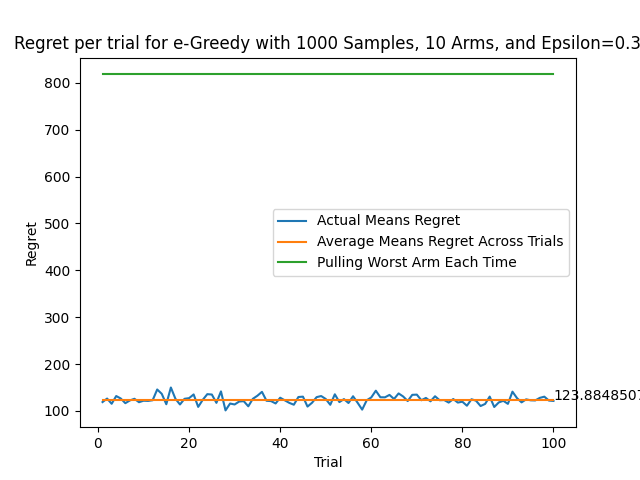 Regret per trial for e-Greedy with 1000 Samples, 10 Arms, and Epsilon=0.3
800
700
600
500
400
300
200
100
Regret
Actual Means Regret
Average Means Regret Across Trials
Pulling Worst Arm Each Time
123.8848507
0
20
40
60
80
100
Trial